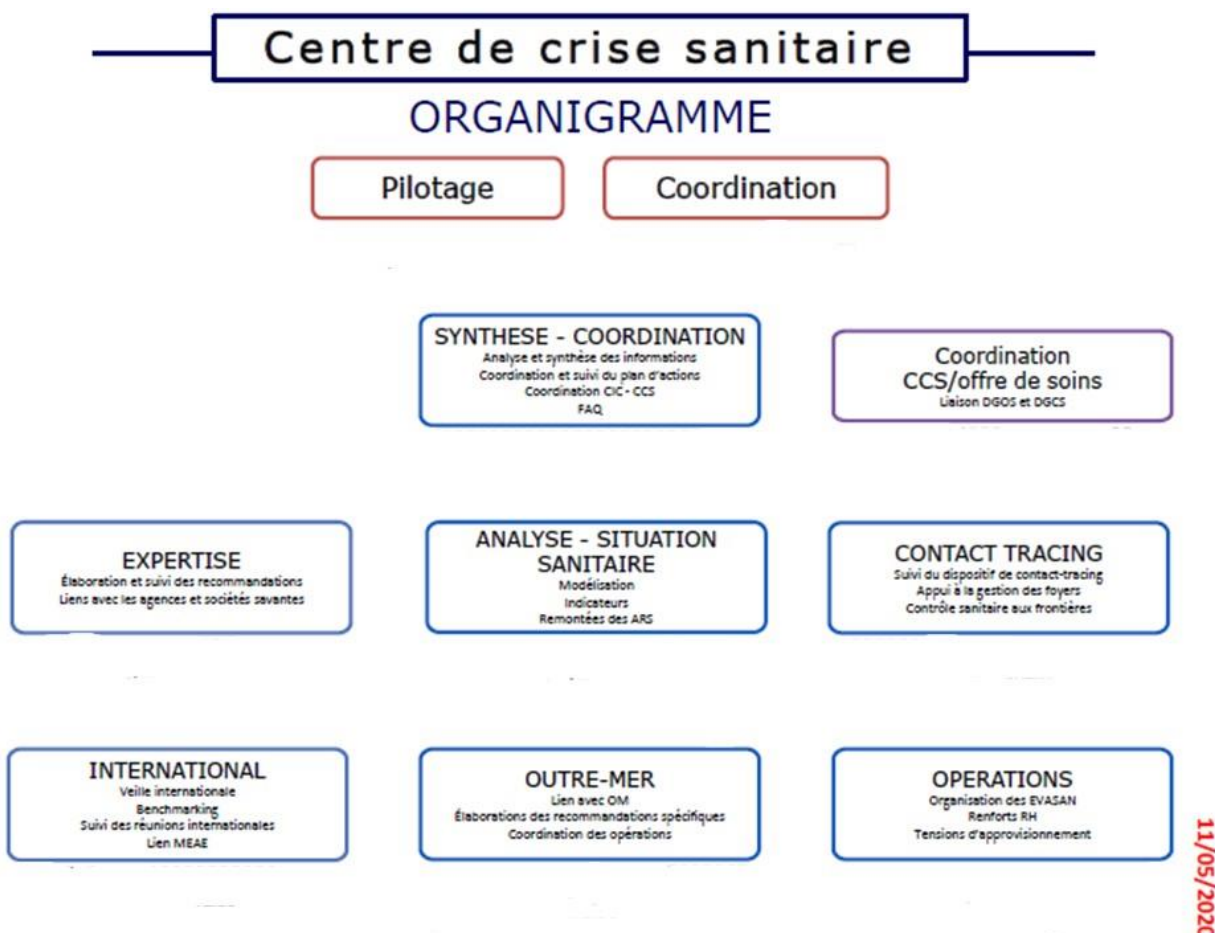 Centre de crise sanitaire
ORGANIGRAMME
Pilotage
Coordination
SYNTHESE - COORDINATION
Analyse et synthèse des informations
Coordination et suivi du plan d'actions
Coordination CIC - CCS
FAQ
Coordination
CCS/offre de soins
Liaison DGOS et DGCS
EXPERTISE
Élaboration et suivi des recommandations
Liens avec les agences et sociétés savantes
ANALYSE - SITUATION
SANITAIRE
Modélisation
Indicateurs
Remontées des ARS
CONTACT TRACING
Suivi du dispositif de contact-tracing
Appui à la gestion des foyers
Contrôle sanitaire aux frontières
INTERNATIONAL
Veille internationale
Benchmarking
Suivi des réunions internationales
Lien MEAE
OUTRE-MER
Lien avec OM
Élaborations des recommandations spécifiques
Coordination des opérations
OPERATIONS
Organisation des EVASAN
Renforts RH
Tensions d'approvisionnement
11/05/2020